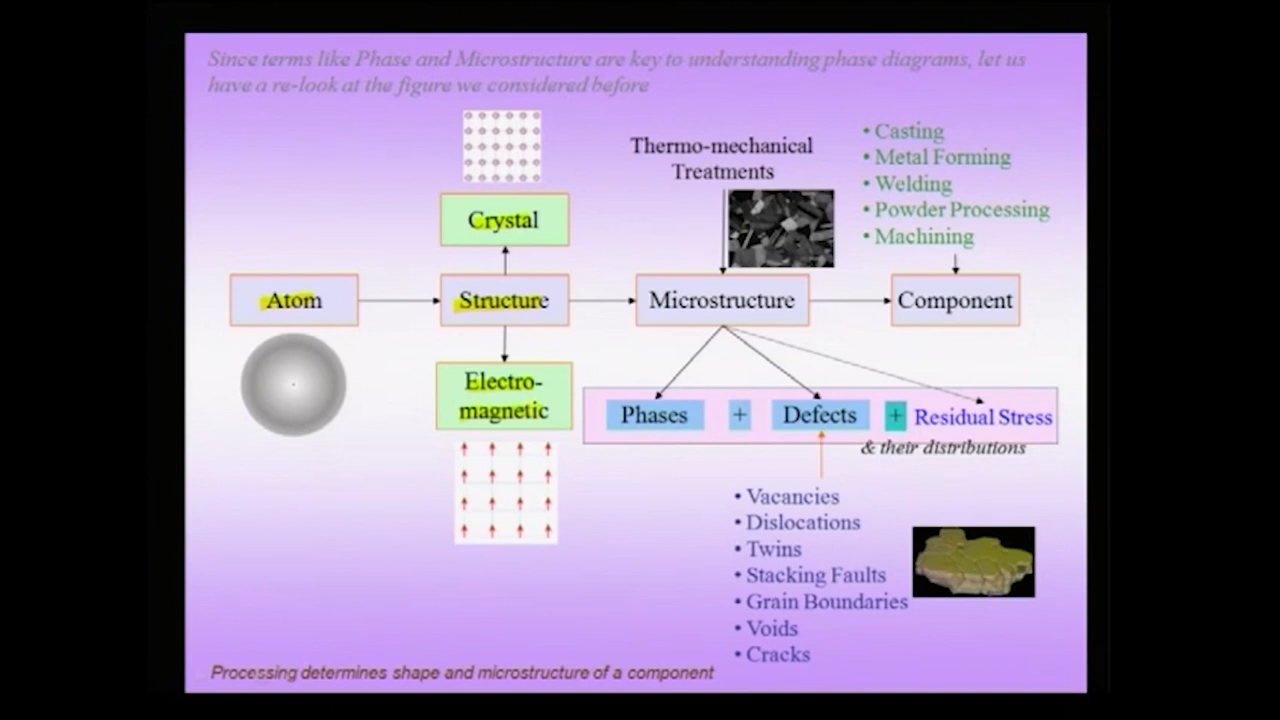 Since terms like Phase and Microstructure are key to understanding phase diagrams, let us
have a re-look at the figure we considered before
Thermo-mechanical
Treatments
• Casting
• Metal Forming
• Welding
• Powder Processing
• Machining
Crystal
Atom
Structure
Microstructure
Component
Electro-
magnetic
Phases + Defects + Residual Stress
& their distributions
• Vacancies
• Dislocations
• Twins
• Stacking Faults
• Grain Boundaries
• Voids
• Cracks
Processing determines shape and microstructure of a component